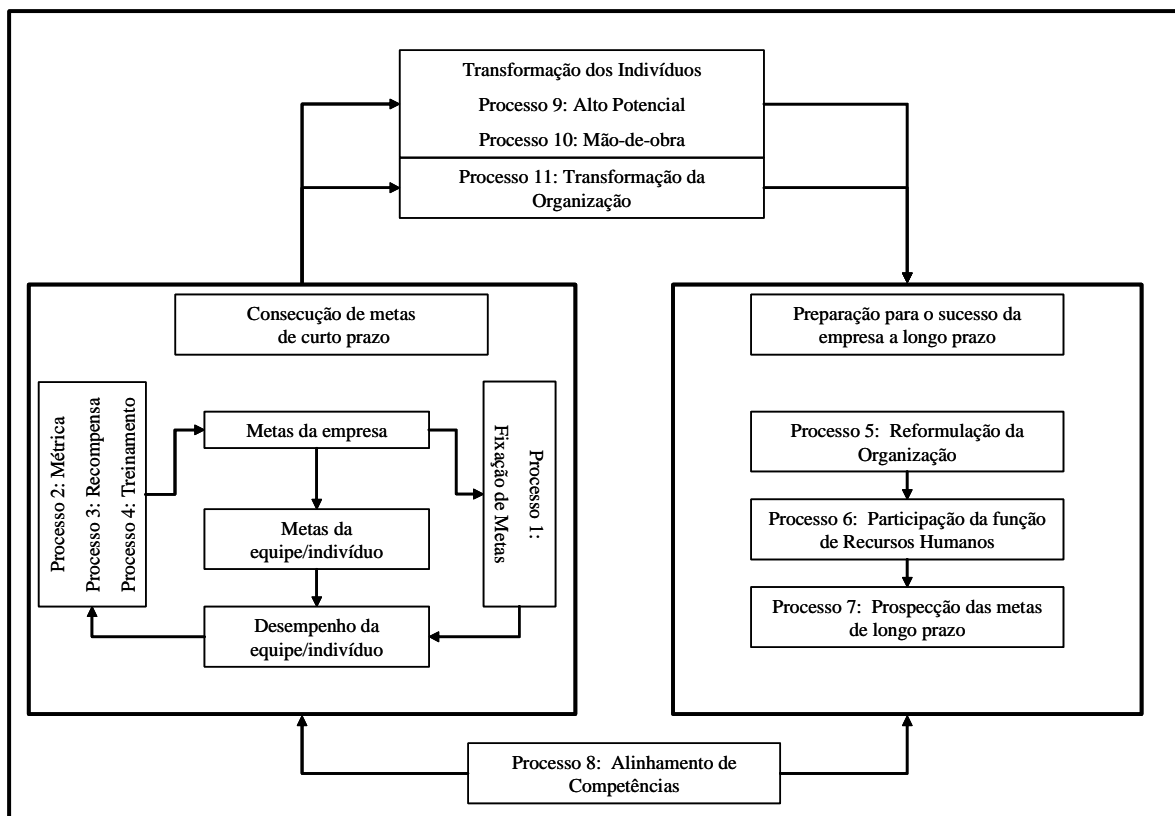 Transformação dos Indivíduos
Processo 9: Alto Potencial
Processo 10: Mão-de-obra
Processo 11: Transformação da
Organização
Consecução de metas
de curto prazo
Processo 2: Métrica
Processo 3: Recompensa
Processo 4: Treinamento
Metas da empresa
Metas da
equipe/indivíduo
Desempenho da
equipe/indivíduo
Processo 1:
Fixação de Metas
Preparação para o sucesso da
empresa a longo prazo
Processo 5: Reformulação da
Organização
Processo 6: Participação da função
de Recursos Humanos
Processo 7: Prospecção das metas
de longo prazo
Processo 8: Alinhamento de
Competências